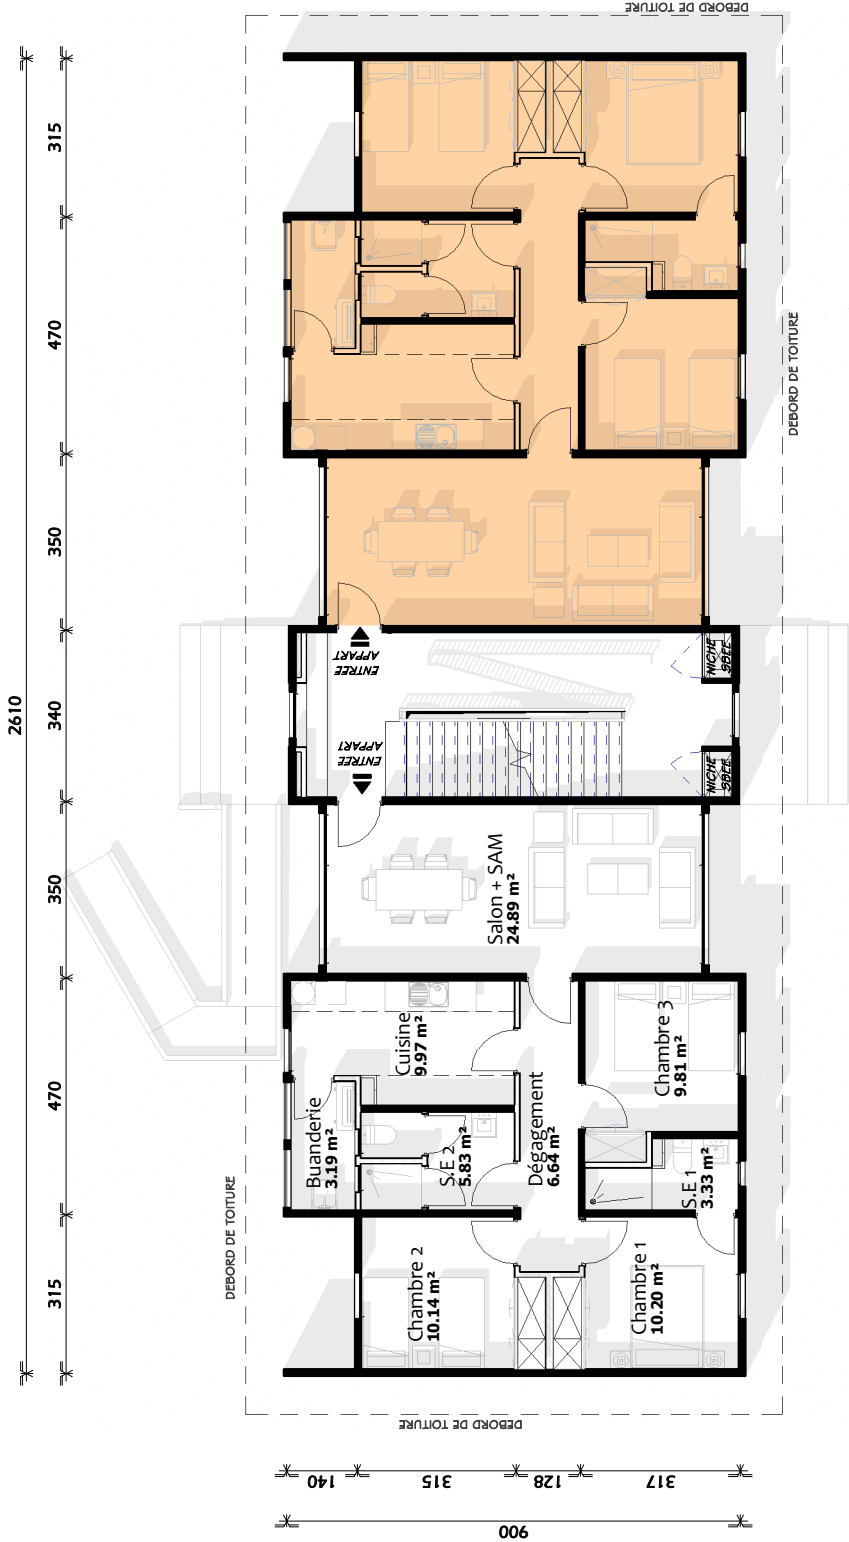 DEBORD DE TOITURE
315
470
DEBORD DE TOITURE
350
ENTREE
APPART
NICHE
SBEE
2610
340
ENTREE
APPART
NICHE
SBEE
350
Salon + SAM
24.89 m²
Cuisine
9.97 m²
Chambre 3
9.81 m²
470
Buanderie
3.19 m²
S.E 2
5.83 m²
Dégagement
6.64 m²
S.E 1
3.33 m²
DEBORD DE TOITURE
315
Chambre 2
10.14 m²
Chambre 1
10.20 m²
DEBORD DE TOITURE
140
315
128
317
900